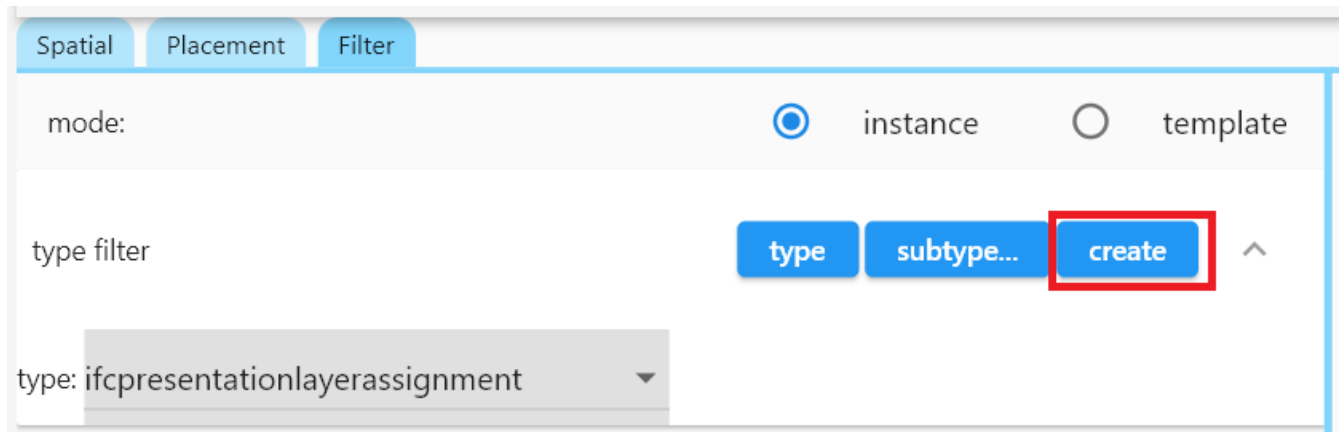 Spatial Placement Filter
mode: instance template
type filter type subtype... create
type: ifcpresentationlayerassignment